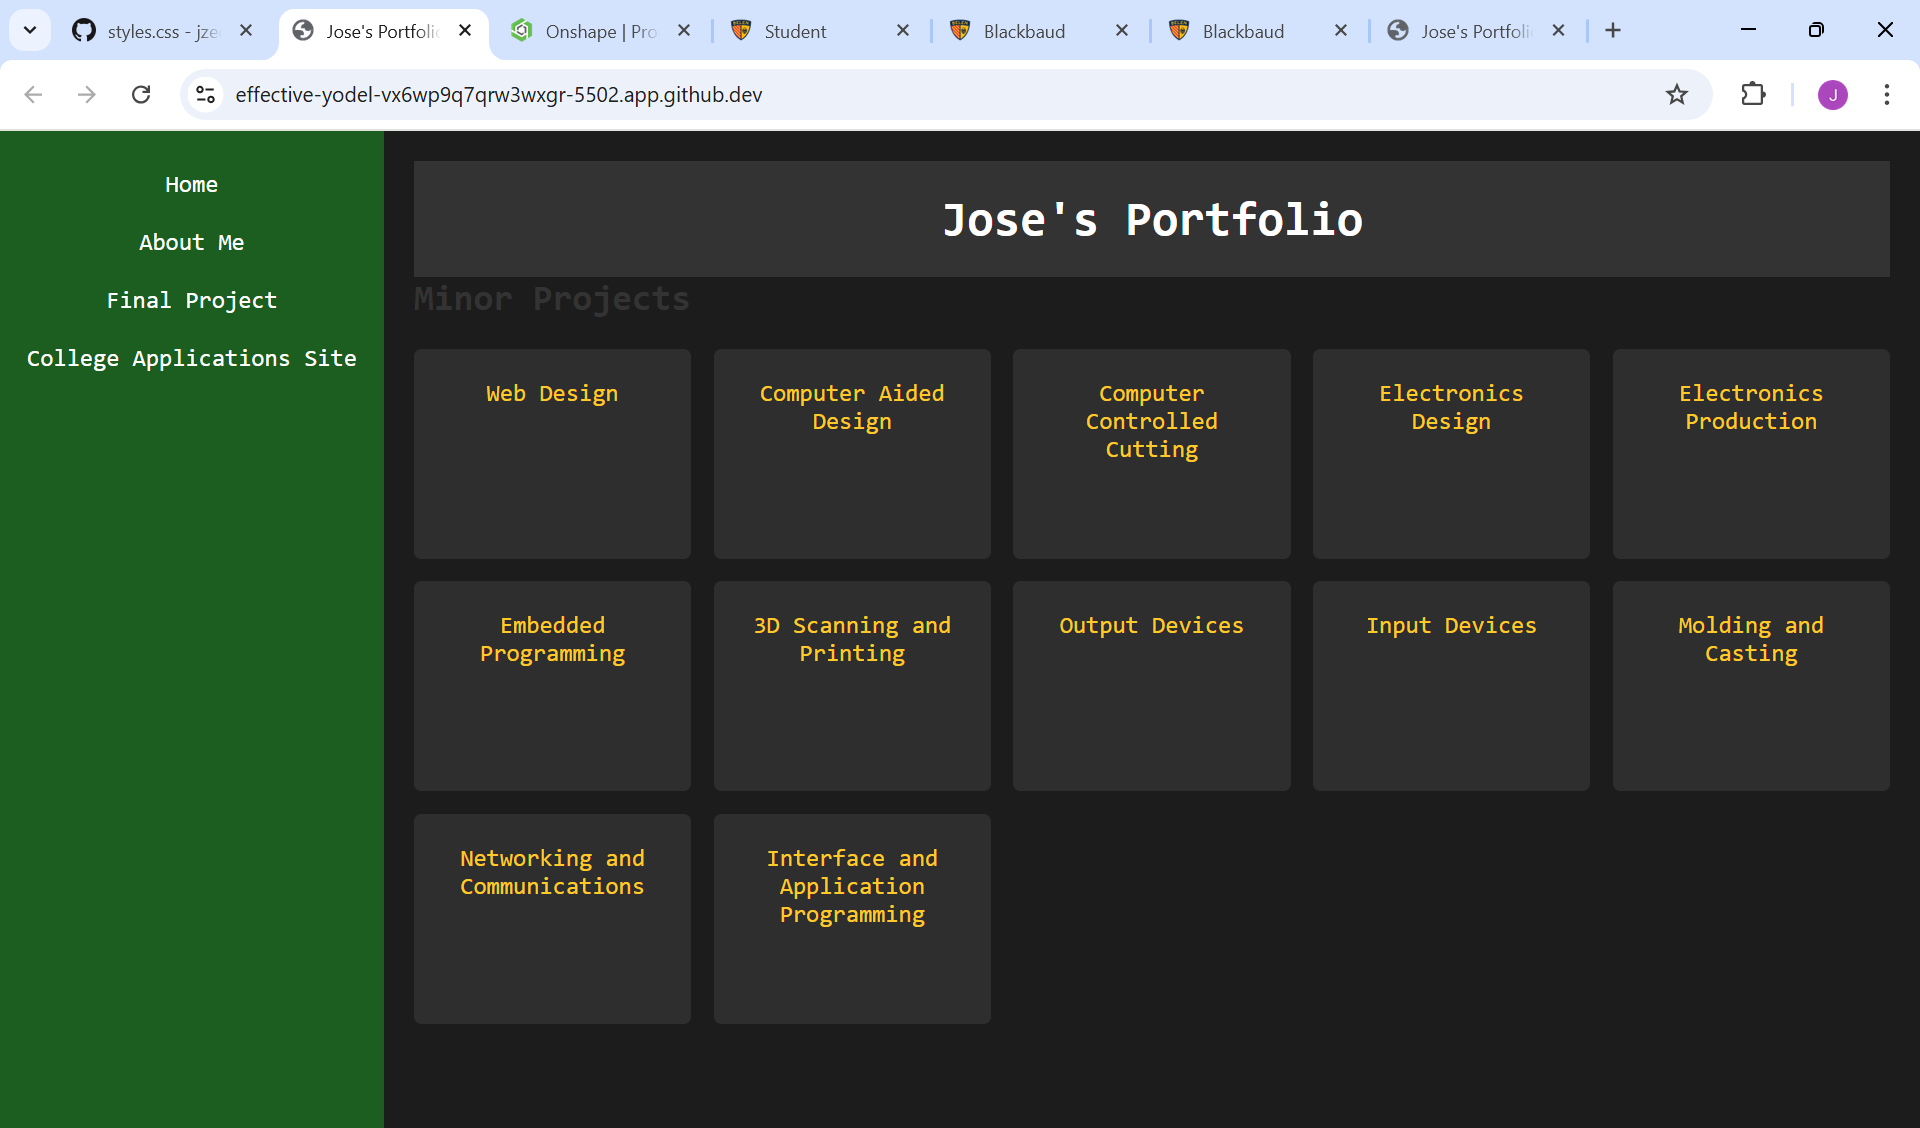 styles.css - jze
Jose's Portfoli
Onshape | Pro
Student
Blackbaud
Blackbaud
Jose's Portfoli
effective-yodel-vx6wp9q7qrw3wxgr-5502.app.github.dev
J
Home
About Me
Final Project
College Applications Site
Jose's Portfolio
Minor Projects
Web Design
Computer Aided
Design
Computer
Controlled
Cutting
Electronics
Design
Electronics
Production
Embedded
Programming
3D Scanning and
Printing
Output Devices
Input Devices
Molding and
Casting
Networking and
Communications
Interface and
Application
Programming